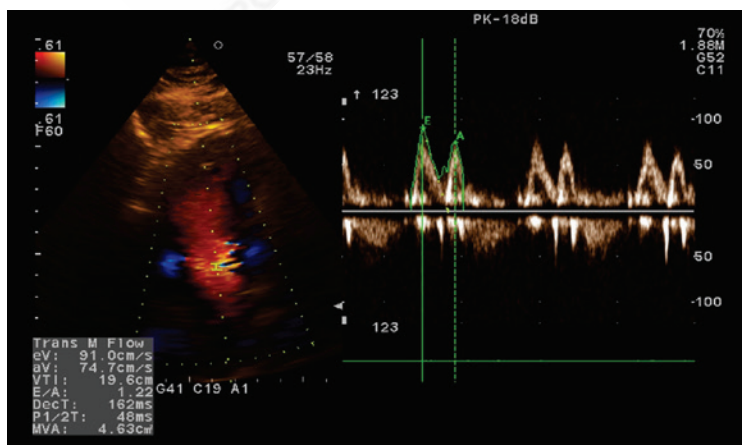 PK-18dB
.61
.61
F60
57/58
23Hz
70%
1.88M
G52
C11
↑ 123
-100
50
50
-100
123
E
A
Trans M Flow
eV: 91.0cm/s
aV: 74.7cm/s
VTI: 19.6cm
E/A: 1.22
DecT: 162ms
P1/2T: 48ms
MVA: 4.63cm²
G41 C19 A1